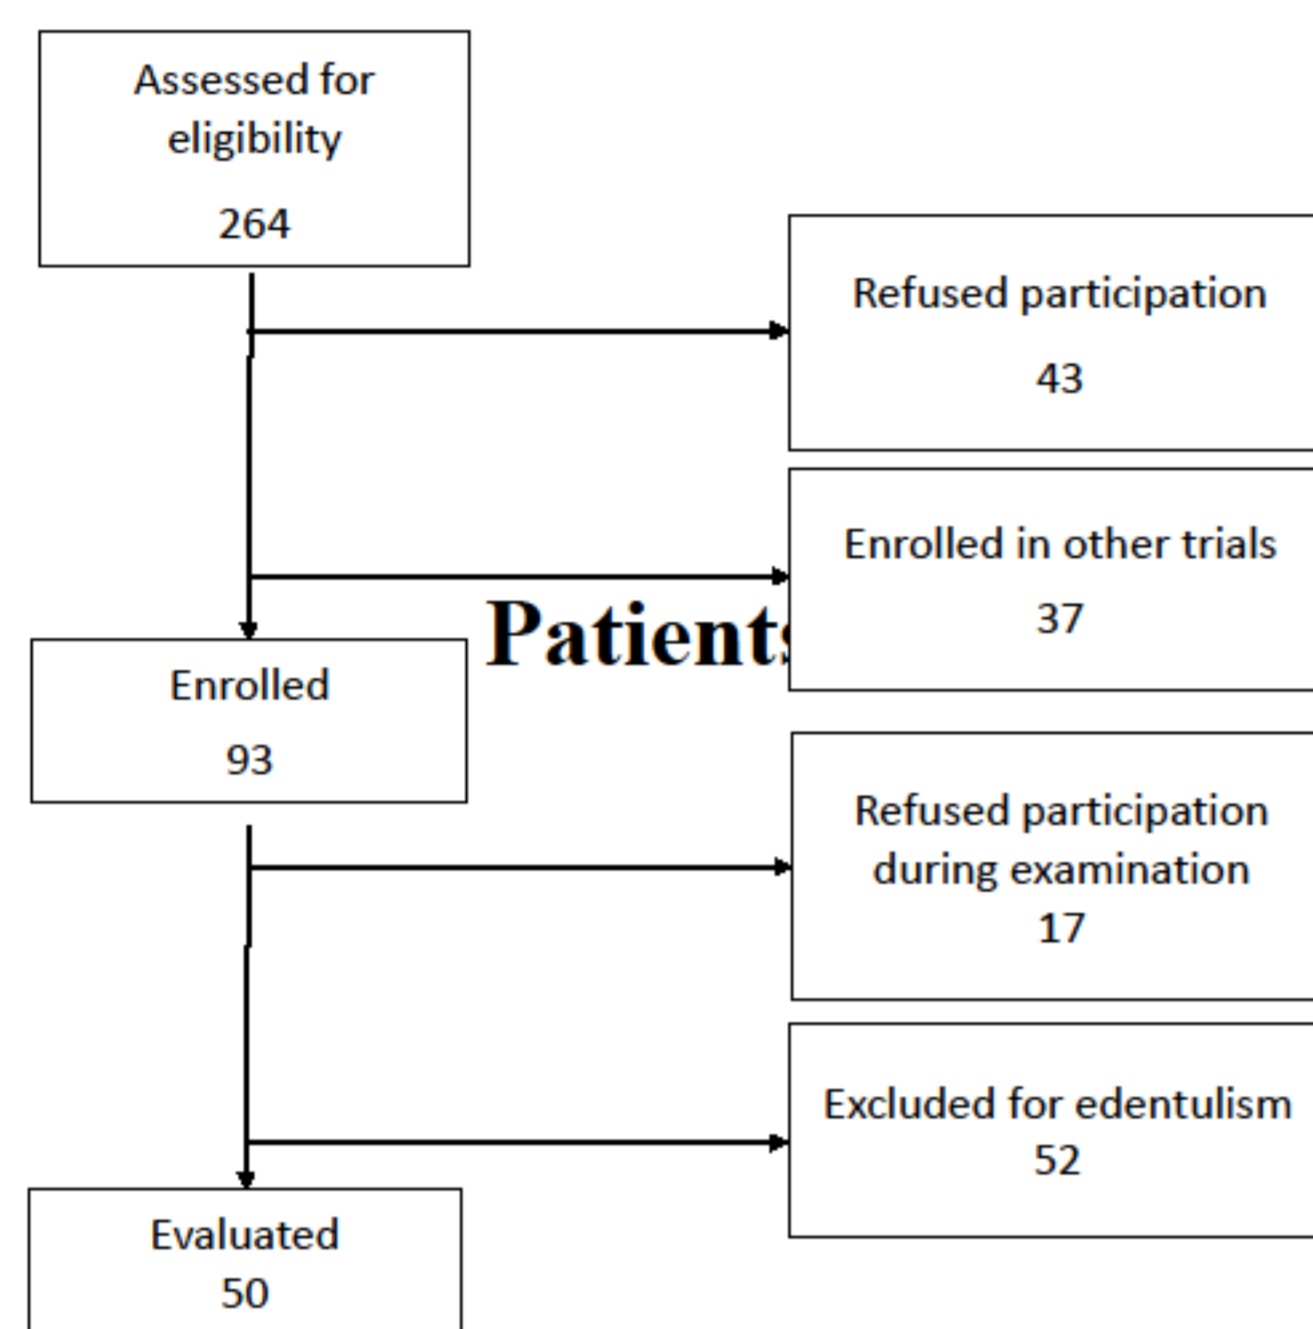 Assessed for
eligibility
264
Refused participation
43
Enrolled in other trials
37
Patients
Enrolled
93
Refused participation
during examination
17
Excluded for edentulism
52
Evaluated
50